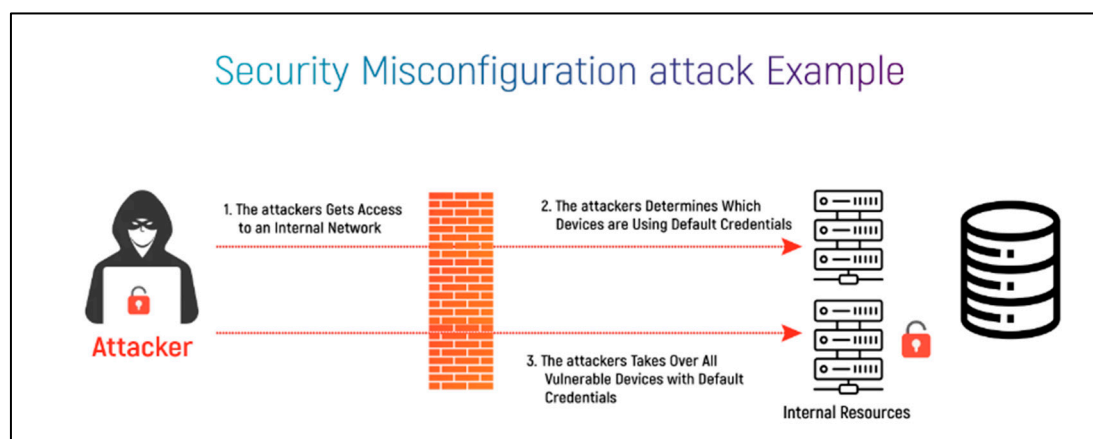 Security Misconfiguration attack Example
1. The attackers Gets Access
to an Internal Network
2. The attackers Determines Which
Devices are Using Default Credentials
Attacker
3. The attackers Takes Over All
Vulnerable Devices with Default
Credentials
Internal Resources